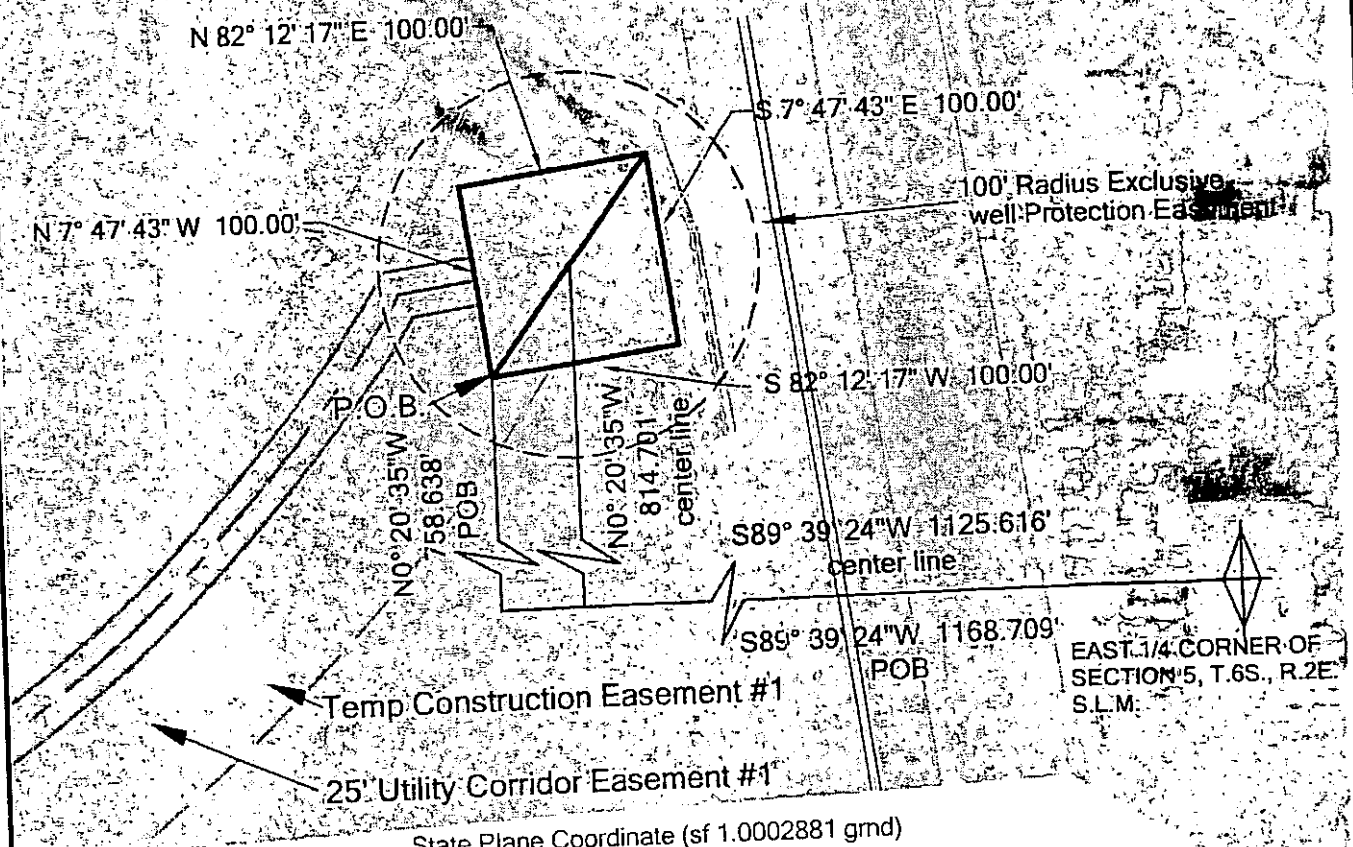 N 82° 12' 17" E 100.00'
S 7° 47' 43" E 100.00'
100' Radius Exclusive
well Protection Easement
N 7° 47' 43" W 100.00'
S 82° 12' 17" W 100.00'
P.O.B.
N0° 20' 35"W
58.638'
POB
N0° 20' 35"W
814.701"
center line
S89° 39' 24"W 1125.616'
center line
S89° 39' 24"W 1168.709'
POB
EAST 1/4 CORNER OF
SECTION 5, T.6S., R.2E.
S.L.M.
Temp Construction Easement #1
25' Utility Corridor Easement #1
State Plane Coordinate (sf 1.0002881 grnd)